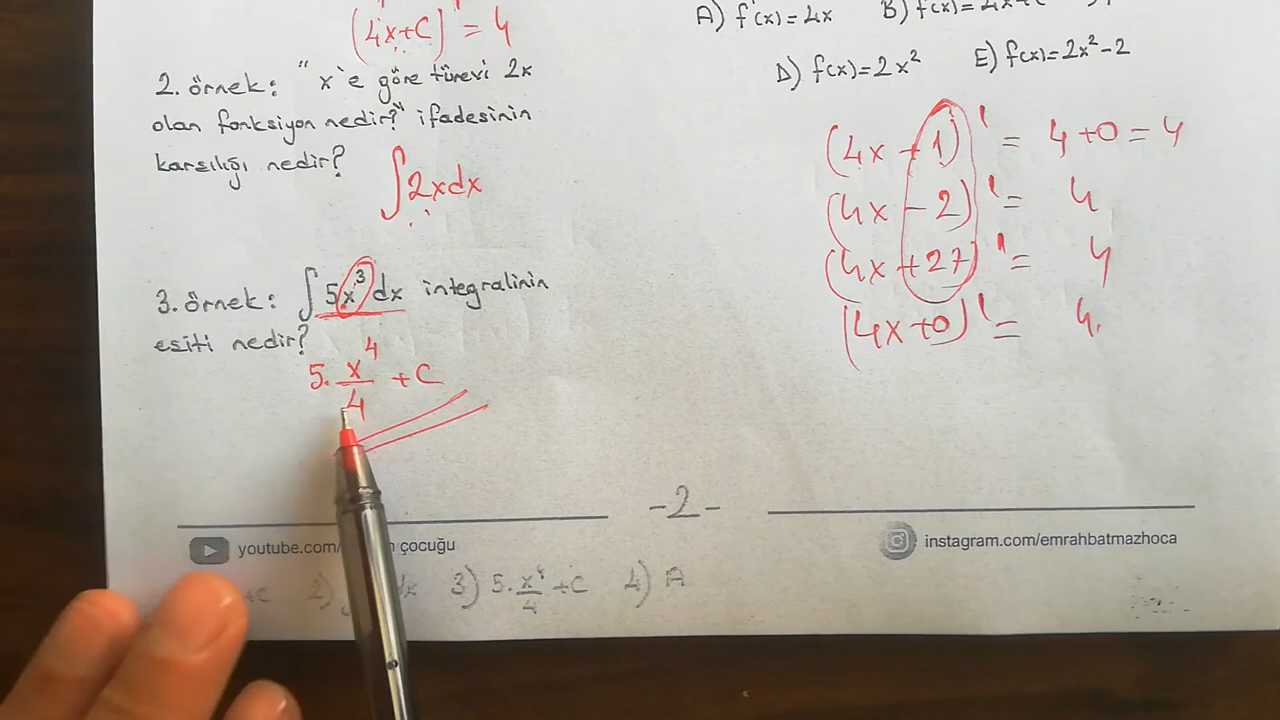 (4x+C)' = 4
2. örnek: "x'e göre türevi 2x
olan fonksiyon nedir?" ifadesinin
karşılığı nedir?
∫2xdx
3. örnek: ∫5x³dx integralinin
eşiti nedir?
5. x⁴/4 + C
A) f(x)=4x
D) f(x)=2x² E) f(x)=2x²-2
(4x+1)' = 4+0=4
(4x-2)' = 4
(4x+27)' = 4
(4x+0)' = 4.
-2-
youtube.com/ çocuğu
instagram.com/emrahbatmazhoca
+C 2) dx 3) 5. x⁴/4 +C 4) A